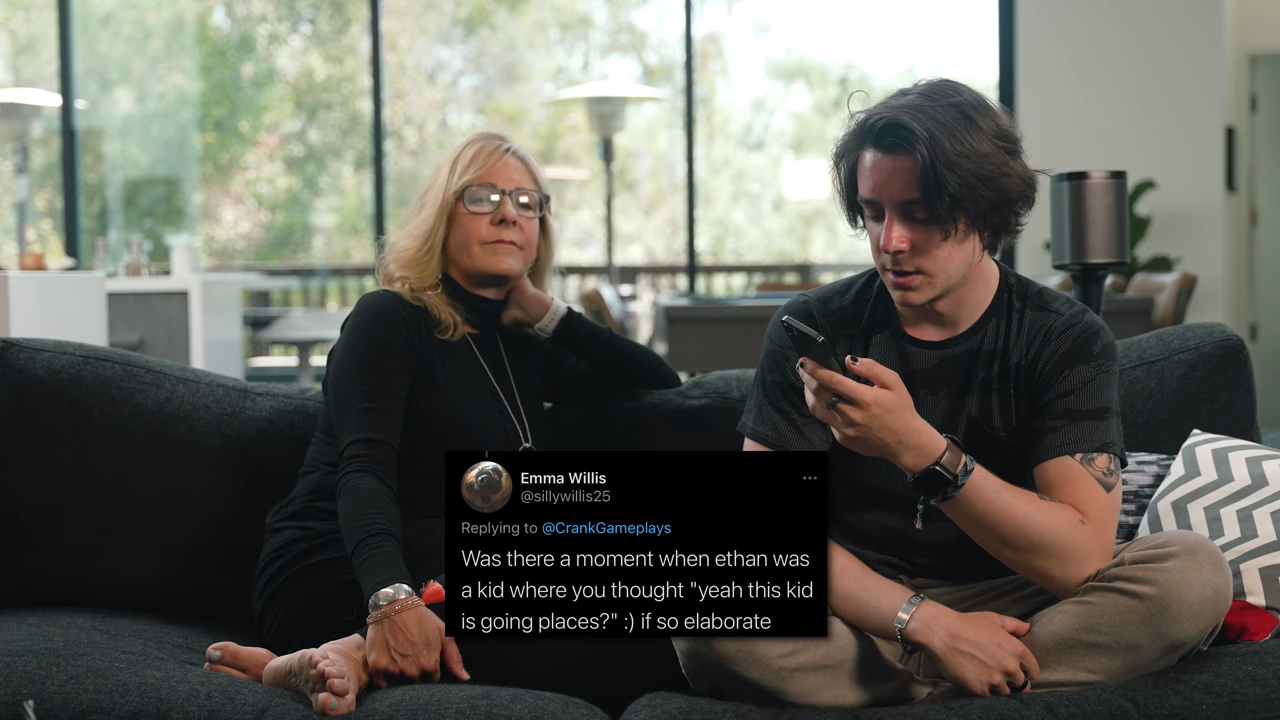 Emma Willis
@sillywillis25
Replying to @CrankGameplays
Was there a moment when ethan was
a kid where you thought "yeah this kid
is going places?" :) if so elaborate